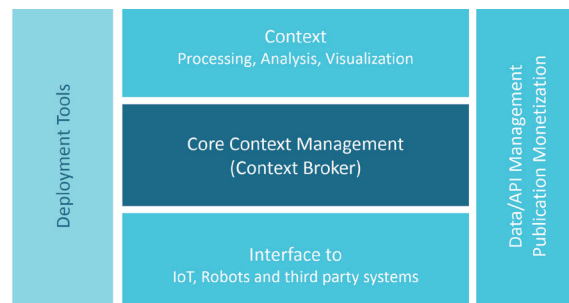 Deployment Tools
Context
Processing, Analysis, Visualization
Core Context Management
(Context Broker)
Interface to
IoT, Robots and third party systems
Data/API Management
Publication Monetization